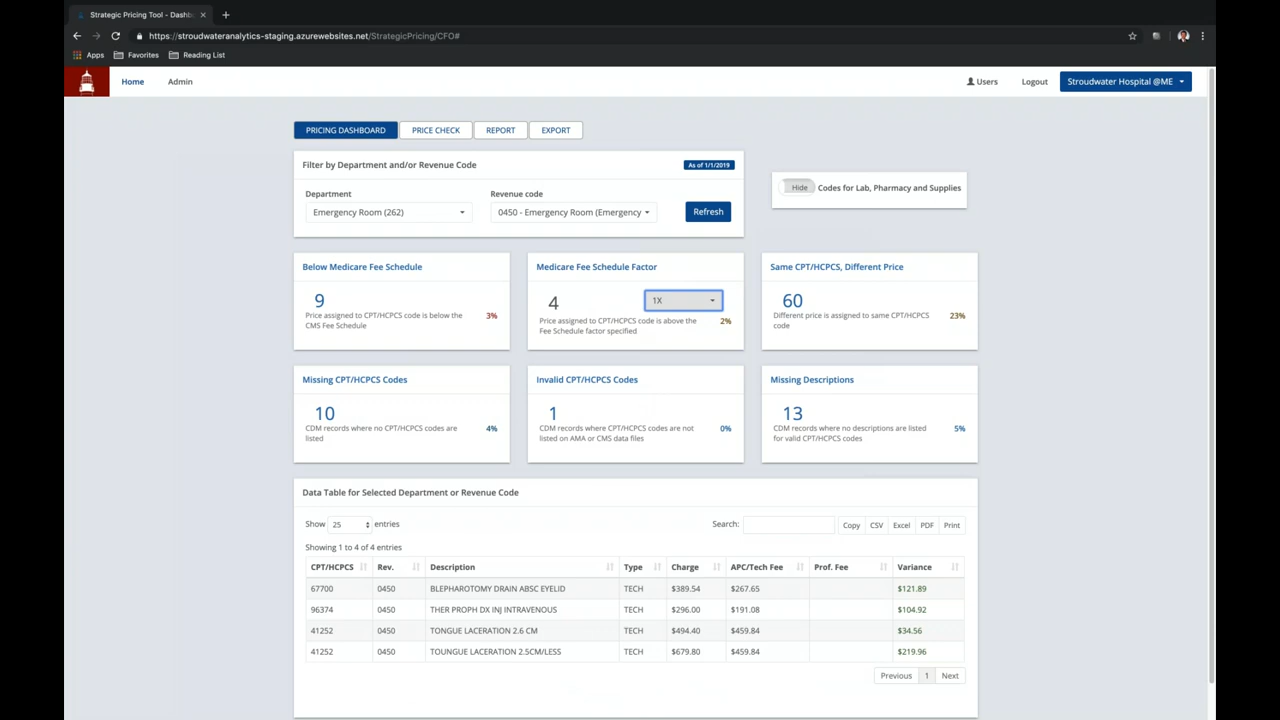 Strategic Pricing Tool - Dashb
https://stroudwateranalytics-staging.azurewebsites.net/StrategicPricing/CFO#
Apps Favorites Reading List
Home Admin Users Logout Stroudwater Hospital @ME
PRICING DASHBOARD PRICE CHECK REPORT EXPORT
Filter by Department and/or Revenue Code As of 1/1/2019
Hide Codes for Lab, Pharmacy and Supplies
Department Revenue code
Emergency Room (262) 0450 - Emergency Room (Emergency Refresh
Below Medicare Fee Schedule
9
Price assigned to CPT/HCPCS code is below the
CMS Fee Schedule
3%
Medicare Fee Schedule Factor
4 1X
Price assigned to CPT/HCPCS code is above the
Fee Schedule factor specified
2%
Same CPT/HCPCS, Different Price
60
Different price is assigned to same CPT/HCPCS
code
23%
Missing CPT/HCPCS Codes
10
CDM records where no CPT/HCPCS codes are
listed
4%
Invalid CPT/HCPCS Codes
1
CDM records where CPT/HCPCS codes are not
listed on AMA or CMS data files
0%
Missing Descriptions
13
CDM records where no descriptions are listed
for valid CPT/HCPCS codes
5%
Data Table for Selected Department or Revenue Code
Show 25 entries Search: Copy CSV Excel PDF Print
Showing 1 to 4 of 4 entries
CPT/HCPCS Rev. Description Type Charge APC/Tech Fee Prof. Fee Variance
67700 0450 BLEPHAROTOMY DRAIN ABSC EYELID TECH $389.54 $267.65 $121.89
96374 0450 THER PROPH DX INJ INTRAVENOUS TECH $296.00 $191.08 $104.92
41252 0450 TONGUE LACERATION 2.6 CM TECH $494.40 $459.84 $34.56
41252 0450 TOUNGUE LACERATION 2.5CM/LESS TECH $679.80 $459.84 $219.96
Previous 1 Next